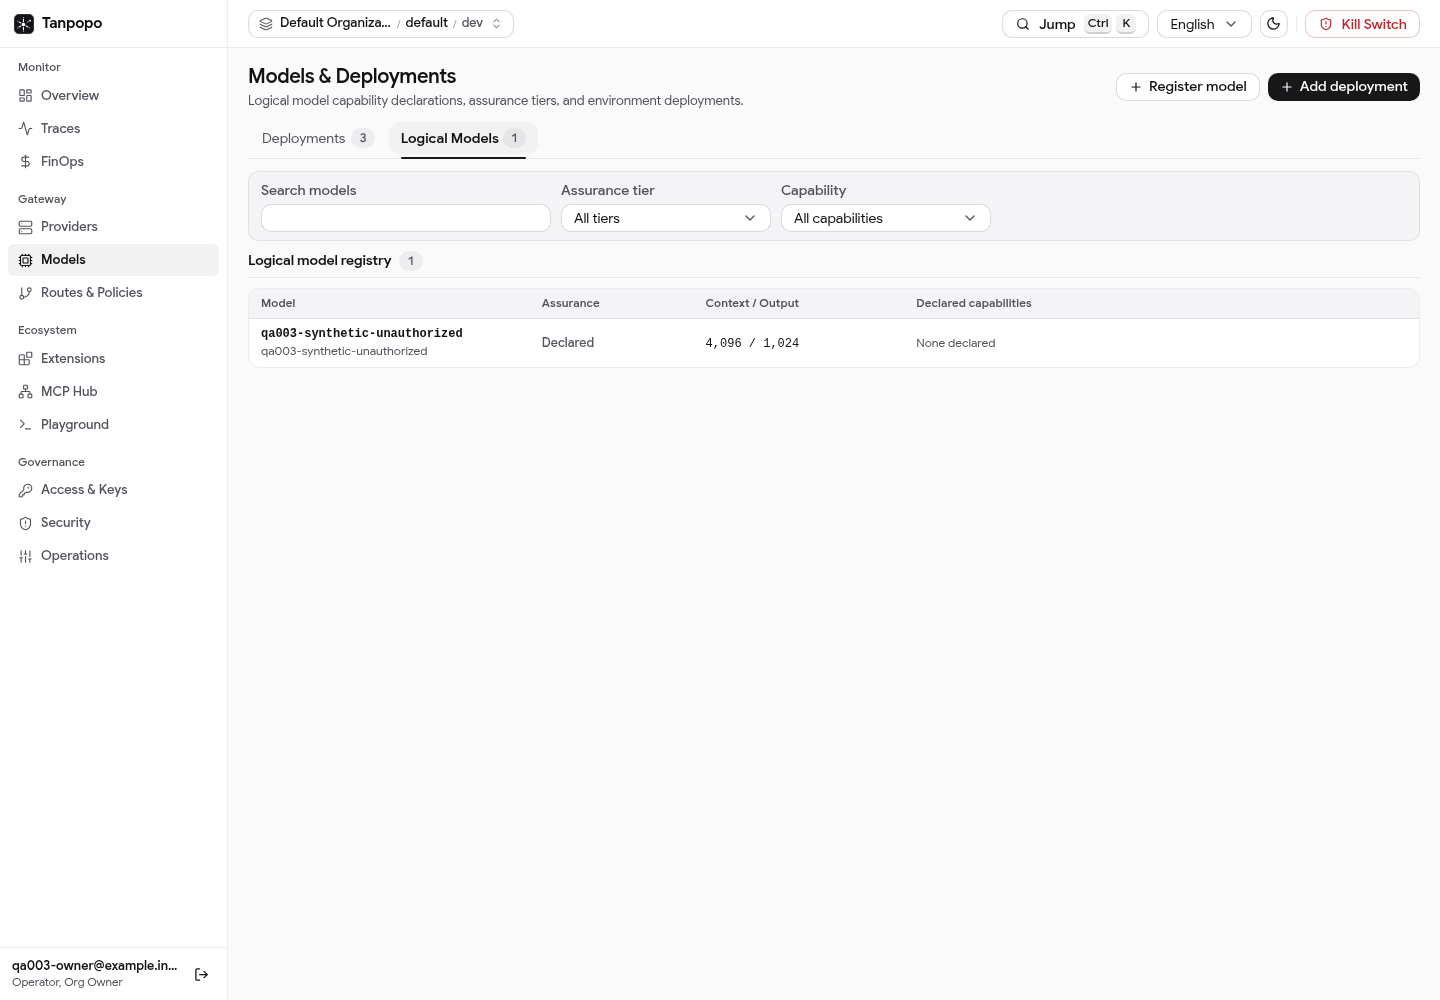 Tanpopo
Default Organiza... / default / dev
Jump Ctrl K
English
Kill Switch
Monitor
Overview
Traces
FinOps
Gateway
Providers
Models
Routes & Policies
Ecosystem
Extensions
MCP Hub
Playground
Governance
Access & Keys
Security
Operations
qa003-owner@example.in...
Operator, Org Owner
Models & Deployments
Logical model capability declarations, assurance tiers, and environment deployments.
Register model
Add deployment
Deployments 3
Logical Models 1
Search models
Assurance tier
Capability
All tiers
All capabilities
Logical model registry 1
Model Assurance Context / Output Declared capabilities
qa003-synthetic-unauthorized
qa003-synthetic-unauthorized
Declared
4,096 / 1,024
None declared